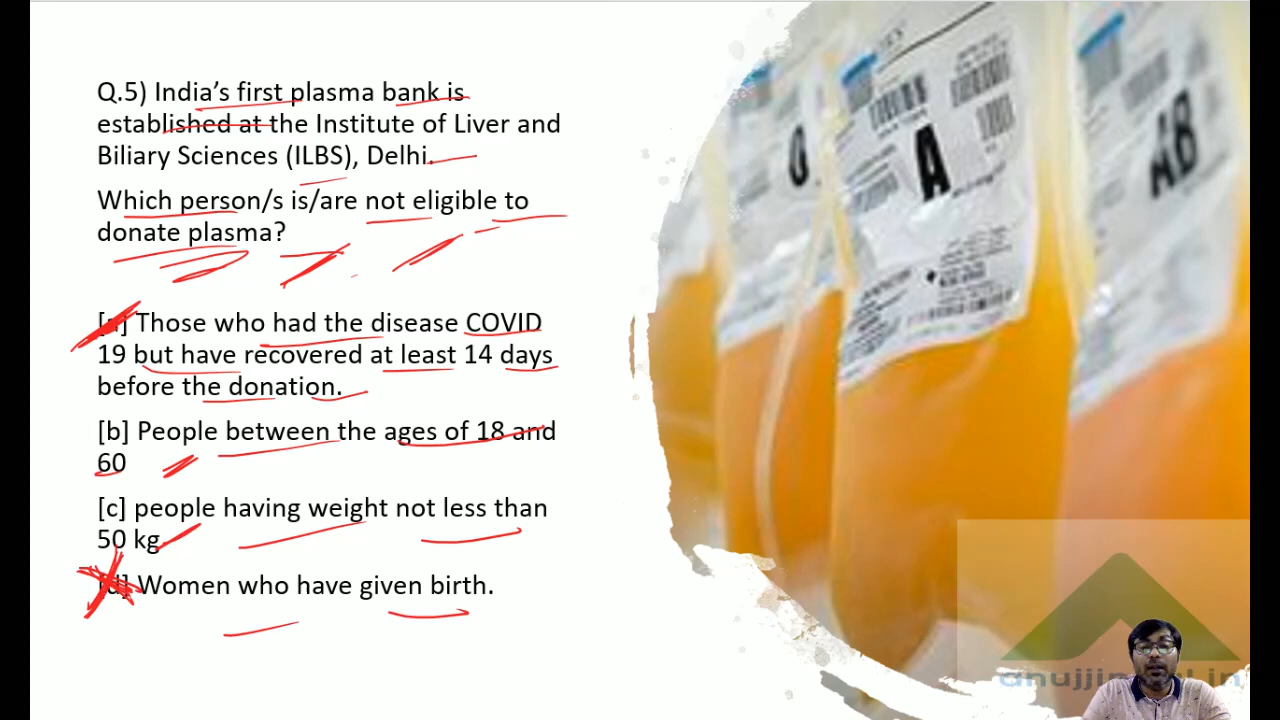 Q.5) India's first plasma bank is
established at the Institute of Liver and
Biliary Sciences (ILBS), Delhi.
Which person/s is/are not eligible to
donate plasma?
[a] Those who had the disease COVID
19 but have recovered at least 14 days
before the donation.
[b] People between the ages of 18 and
60
[c] people having weight not less than
50 kg
[d] Women who have given birth.
O
A
AB